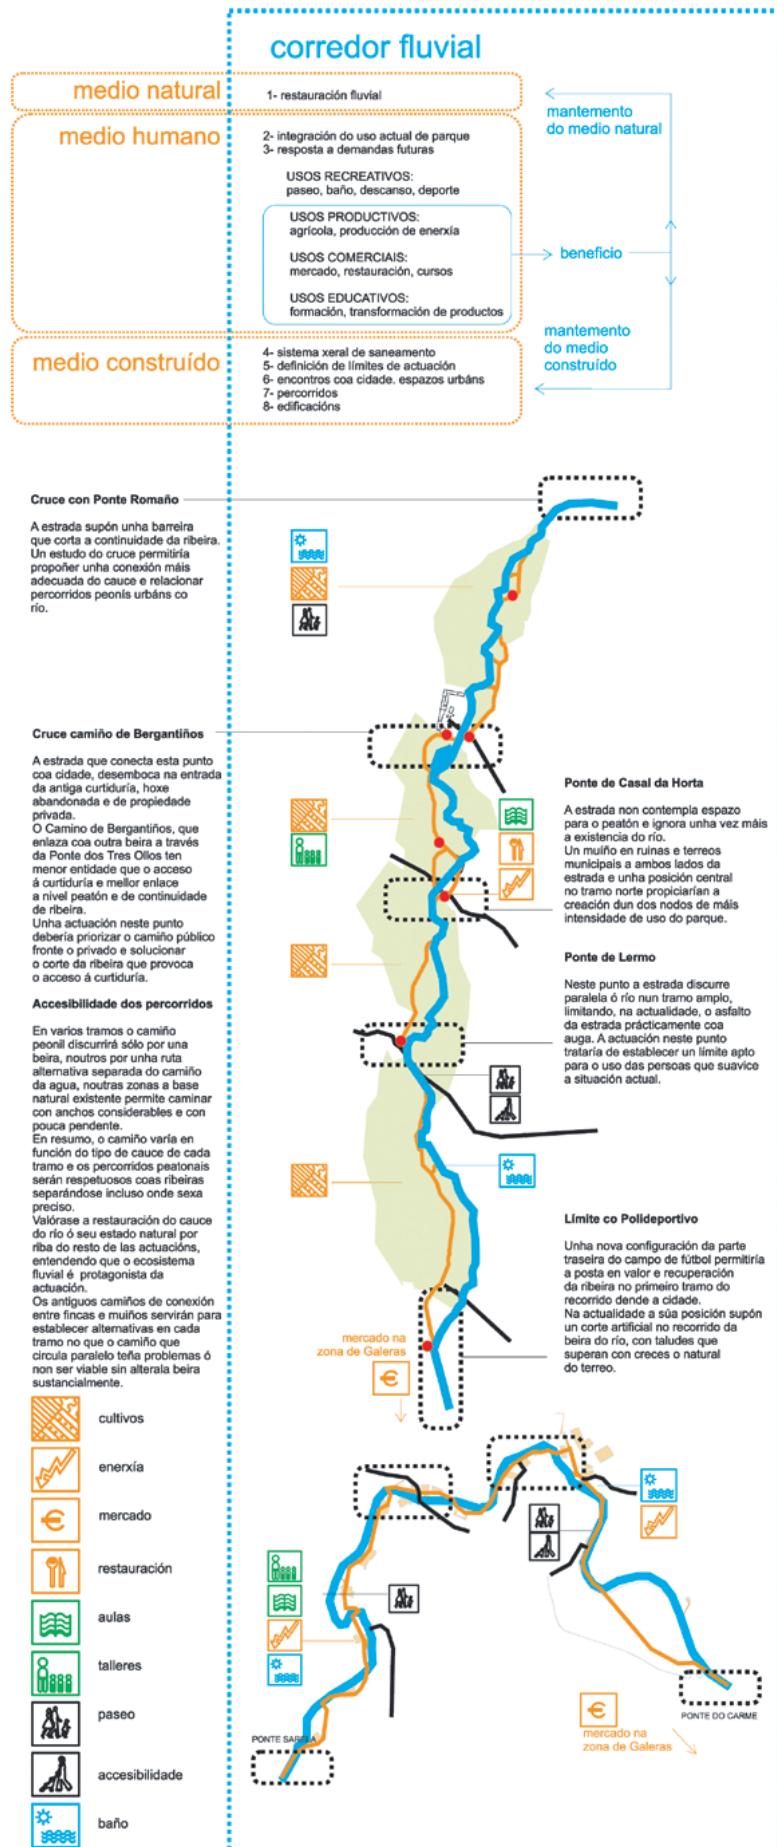 corredor fluvial
medio natural
1- restauración fluvial
mantemento
do medio natural
medio humano
2- integración do uso actual de parque
3- resposta a demandas futuras
USOS RECREATIVOS:
paseo, baño, descanso, deporte
USOS PRODUCTIVOS:
agrícola, producción de enerxía
USOS COMERCIAIS:
mercado, restauración, cursos
USOS EDUCATIVOS:
formación, transformación de productos
beneficio
mantemento
do medio
construído
medio construído
4- sistema xeral de saneamento
5- definición de límites de actuación
6- encontros coa cidade. espazos urbáns
7- percorridos
8- edificacións
Cruce con Ponte Romaño
A estrada supón unha barreira
que corta a continuidade da ribeira.
Un estudo do cruce permitiría
propoñer unha conexión máis
adecuada do cauce e relacionar
percorridos peonís urbáns co
río.
Cruce camiño de Bergantiños
A estrada que conecta esta punto
coa cidade, desemboca na entrada
da antiga curtiduría, hoxe
abandonada e de propiedade
privada.
O Camino de Bergantiños, que
enlaza coa outra beira a través
da Ponte dos Tres Ollos ten
menor entidade que o acceso
á curtiduría e mellor enlace
a nivel peatón e de continuidade
de ribeira.
Unha actuación neste punto
debería priorizar o camiño público
fronte o privado e solucionar
o corte da ribeira que provoca
o acceso á curtiduría.
Accesibilidade dos percorridos
En varios tramos o camiño
peonil discurrirá sólo por una
beira, noutros por unha ruta
alternativa separada do camiño
da agua, noutras zonas a base
natural existente permite caminar
con anchos considerables e con
pouca pendente.
En resumo, o camiño varía en
función do tipo de cauce de cada
tramo e os percorridos peatonais
serán respetuosos coas ribeiras
separándose incluso onde sexa
preciso.
Valórase a restauración do cauce
do río ó seu estado natural por
riba do resto de las actuacións,
entendendo que o ecosistema
fluvial é protagonista da
actuación.
Os antiguos camiños de conexión
entre fincas e muiños servirán para
establecer alternativas en cada
tramo no que o camiño que
circula paralelo teña problemas ó
non ser viable sin alterala beira
sustancialmente.
Ponte de Casal da Horta
A estrada non contempla espazo
para o peatón e ignora unha vez máis
a existencia do río.
Un muíño en ruinas e terreos
municipais a ambos lados da
estrada e unha posición central
no tramo norte propiciarían a
creación dun dos nodos de máis
intensidade de uso do parque.
Ponte de Lermo
Neste punto a estrada discurre
paralela ó río nun tramo amplo,
limitando, na actualidade, o asfalto
da estrada prácticamente coa
auga. A actuación neste punto
trataría de establecer un límite apto
para o uso das persoas que suavice
a situación actual.
Límite co Polideportivo
Unha nova configuración da parte
traseira do campo de fútbol permitiría
a posta en valor e recuperación
da ribeira no primeiro tramo do
recorrido dende a cidade.
Na actualidade a súa posición supón
un corte artificial no recorrido da
beira do río, con taludes que
superan con creces o natural
do terreo.
mercado na
zona de Galeras
€
cultivos
enerxía
€
mercado
restauración
aulas
talleres
paseo
accesibilidade
baño
PONTE SARELA
PONTE DO CARME
€
mercado na
zona de Galeras